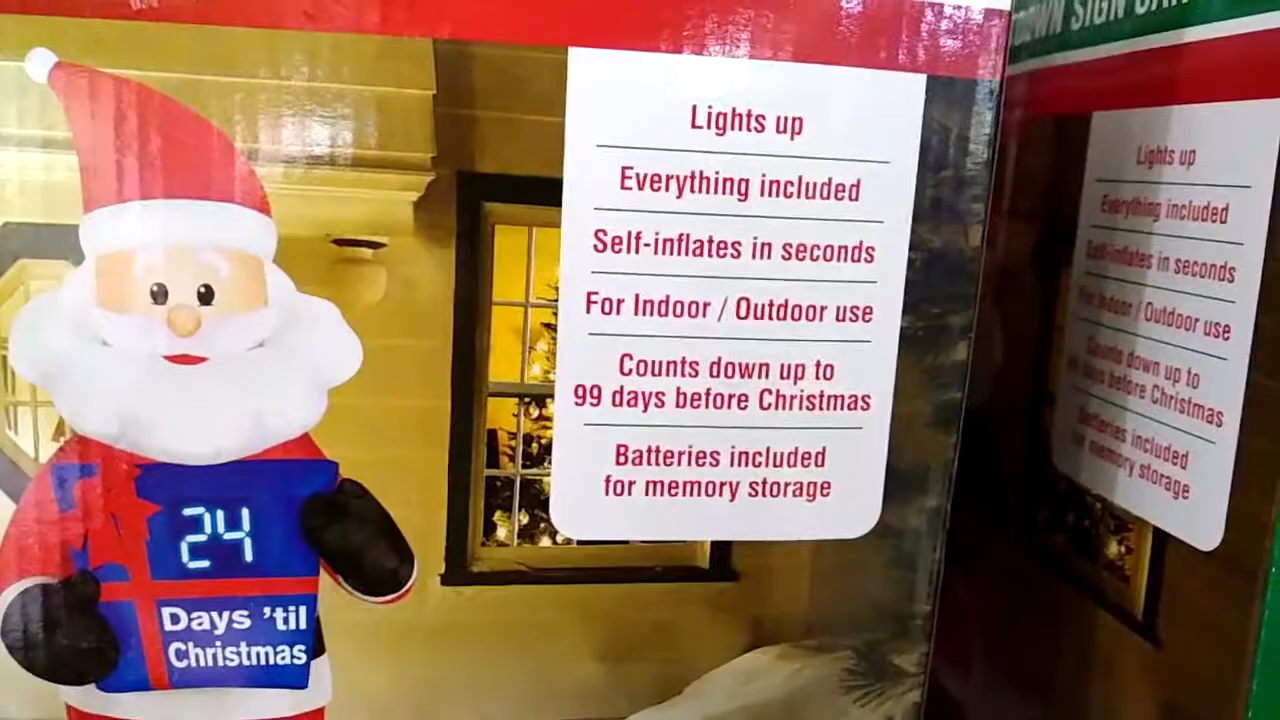 Lights up
Everything included
Self-inflates in seconds
For Indoor / Outdoor use
Counts down up to
99 days before Christmas
Batteries included
for memory storage
24
Days ’til
Christmas
SIGN
Lights up
Everything included
Self-inflates in seconds
For Indoor / Outdoor use
Counts down up to
days before Christmas
Batteries included
for memory storage